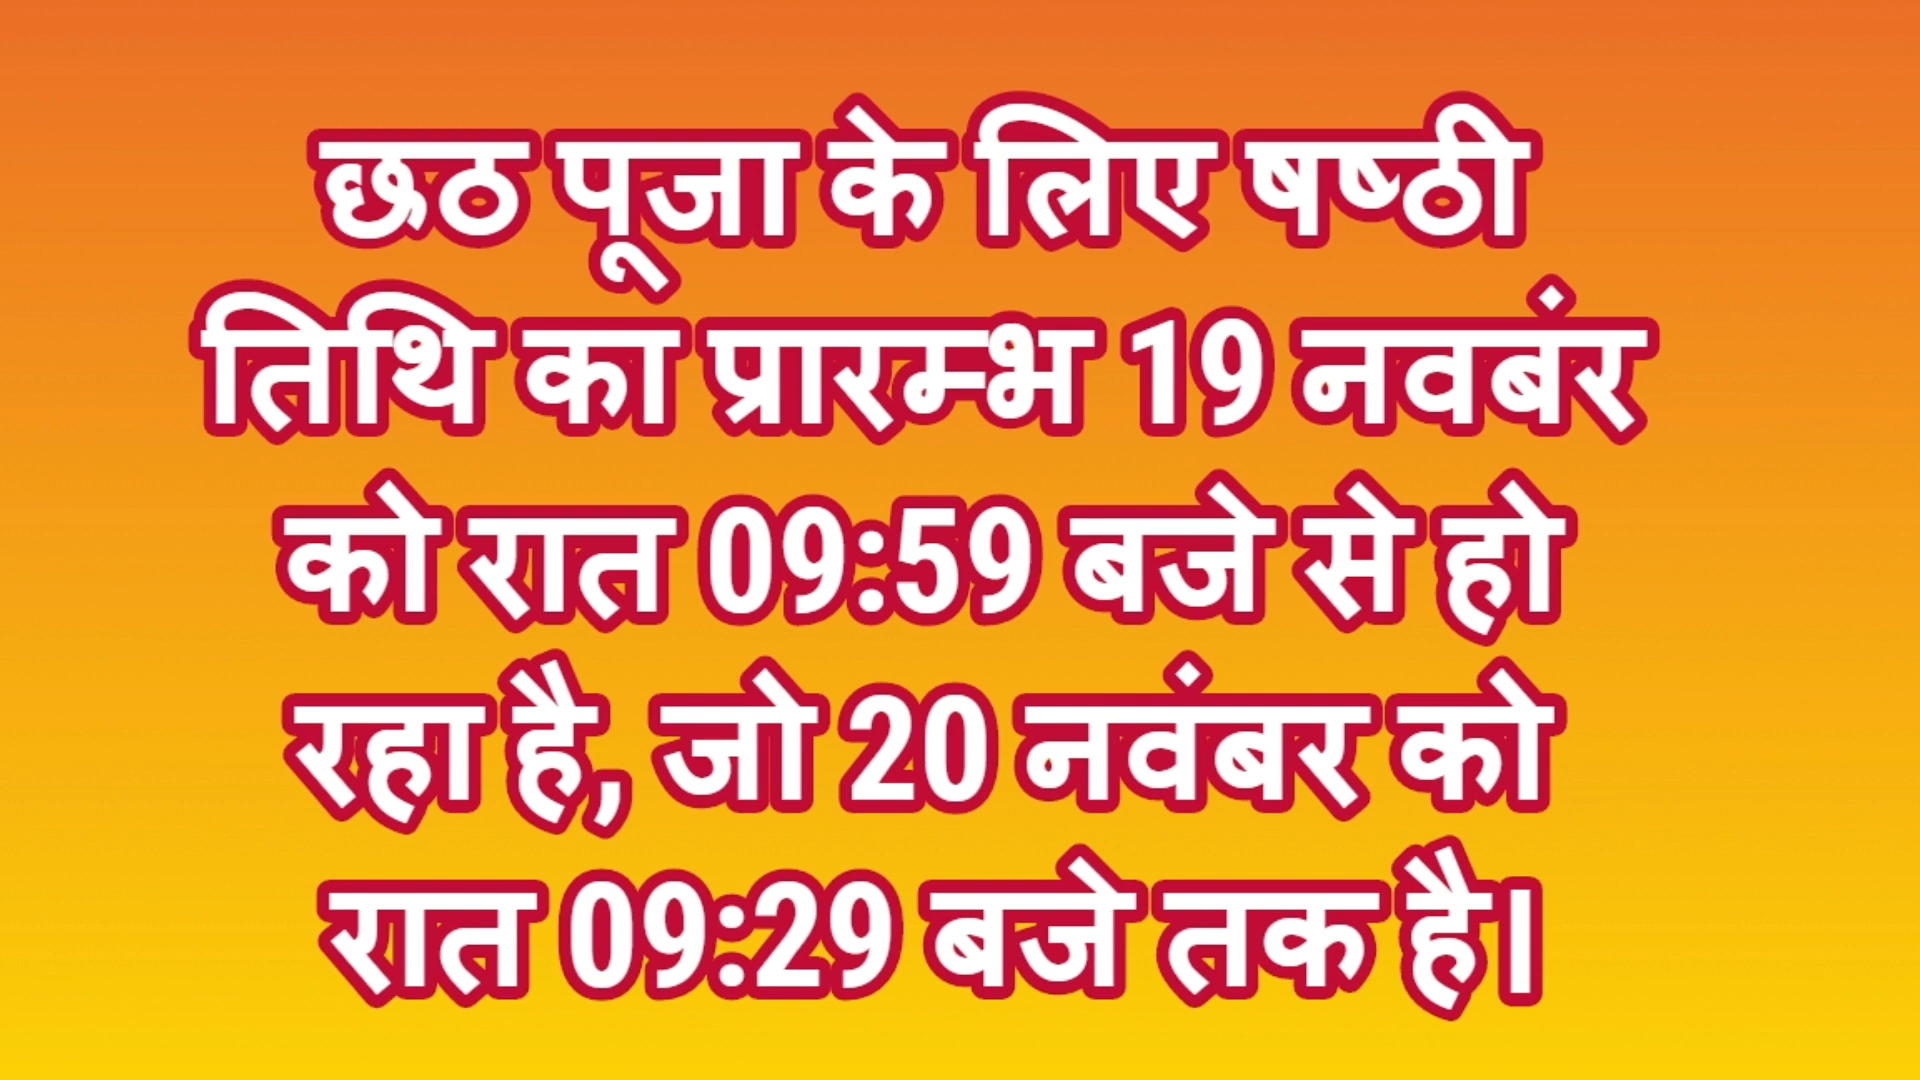 छठ पूजा के लिए षष्ठी
तिथि का प्रारम्भ 19 नवबंर
को रात 09:59 बजे से हो
रहा है, जो 20 नवंबर को
रात 09:29 बजे तक है।